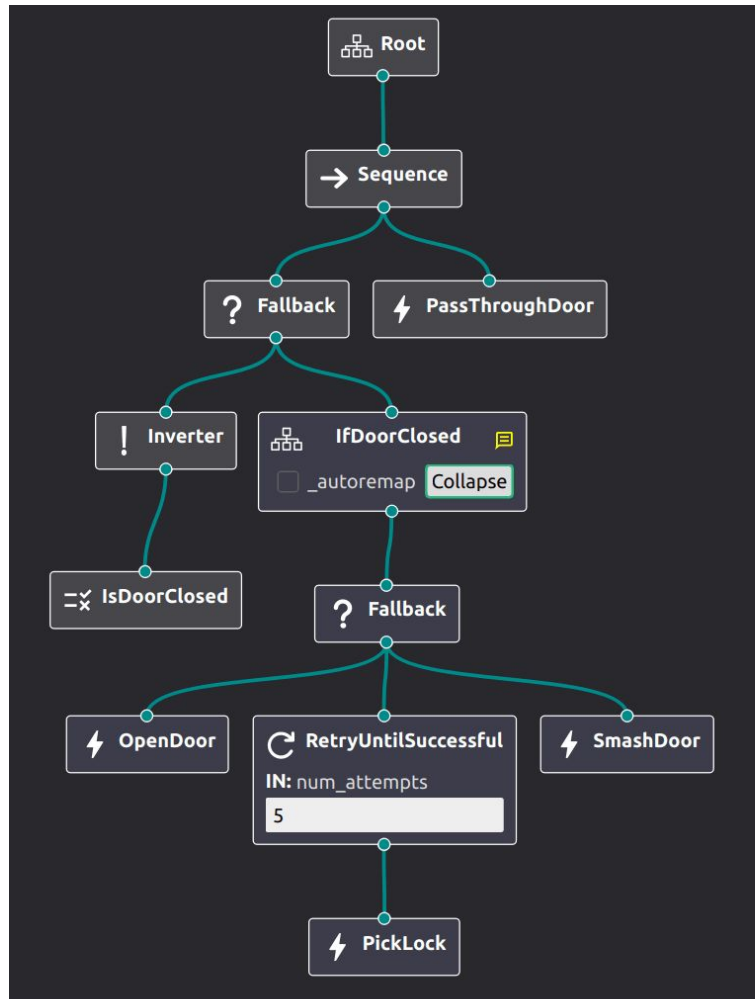 Root
Sequence
Fallback
PassThroughDoor
Inverter
IfDoorClosed
_autoremap
Collapse
IsDoorClosed
Fallback
OpenDoor
RetryUntilSuccessful
SmashDoor
IN: num_attempts
5
PickLock